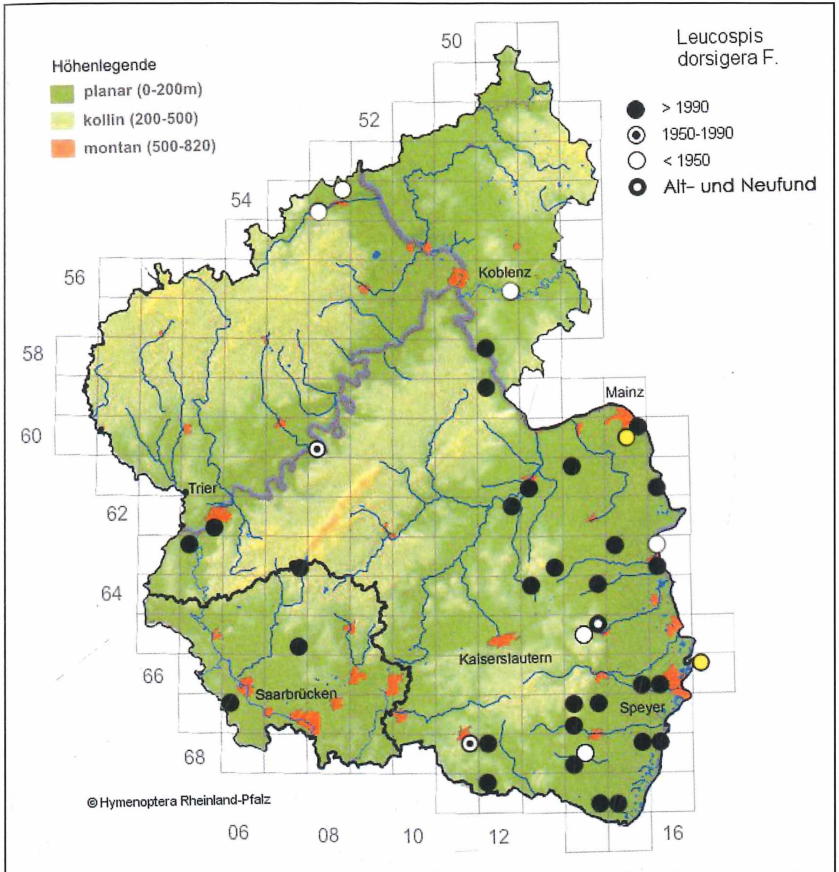 50
Leucospis
dorsigera F.
Höhenlegende
planar (0-200m)
kollin (200-500)
montan (500-820)
> 1990
1950-1990
< 1950
Alt- und Neufund
52
54
56
Koblenz
58
Mainz
60
Trier
62
64
Kaiserslautern
66
Saarbrücken
Speyer
68
© Hymenoptera Rheinland-Pfalz
06
08
10
12
16